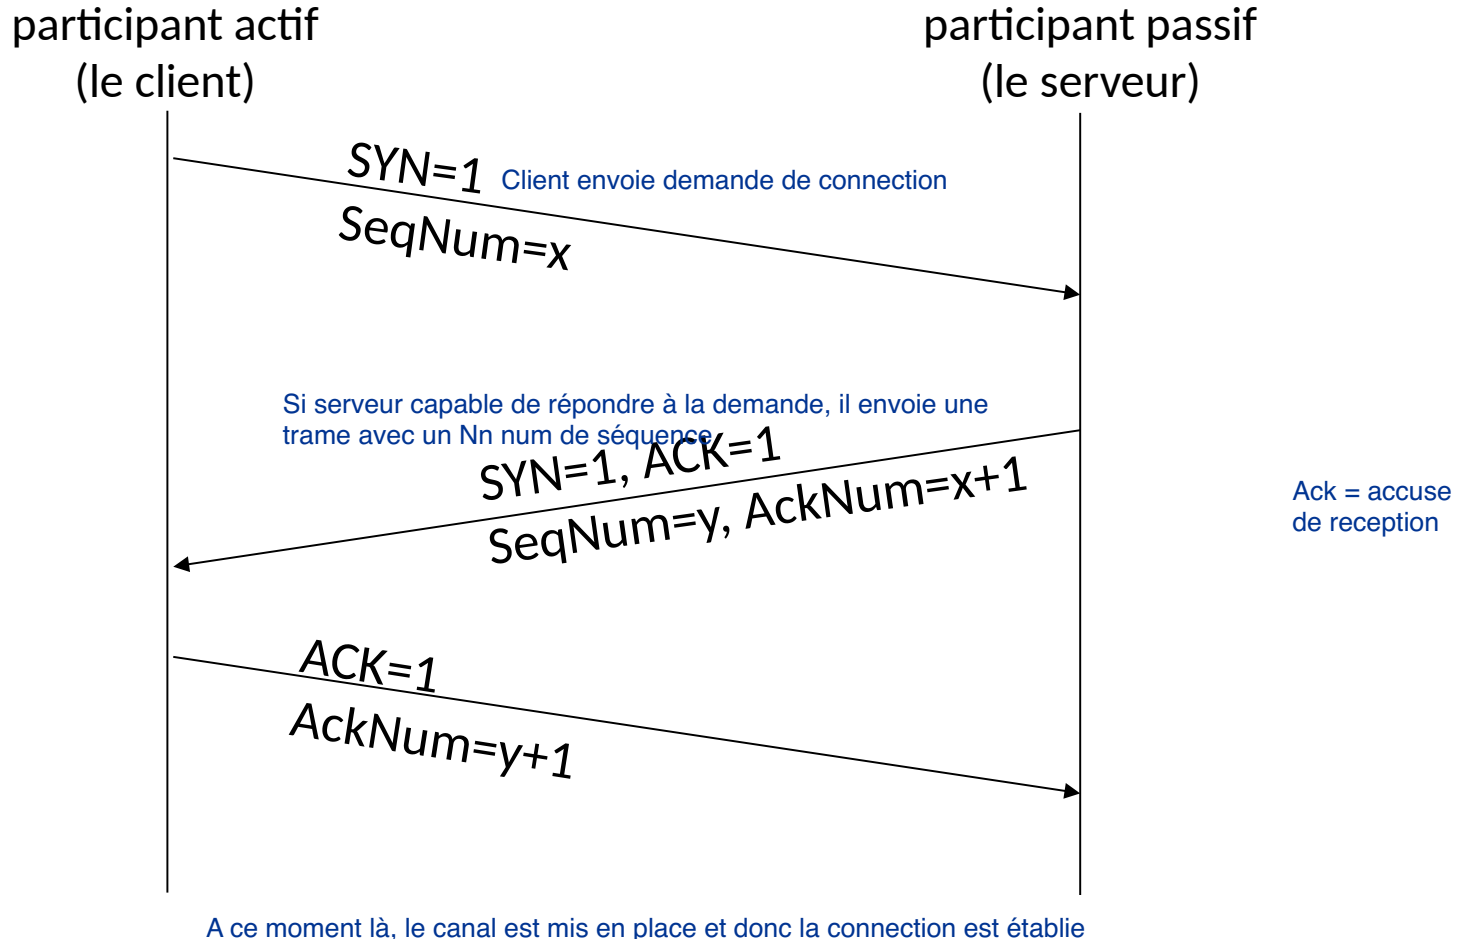 participant actif
(le client)
participant passif
(le serveur)
SYN=1
Client envoie demande de connection
SeqNum=x
Si serveur capable de répondre à la demande, il envoie une
trame avec un Nn num de séquence
SYN=1, ACK=1
SeqNum=y, AckNum=x+1
Ack = accuse
de reception
ACK=1
AckNum=y+1
A ce moment là, le canal est mis en place et donc la connection est établie